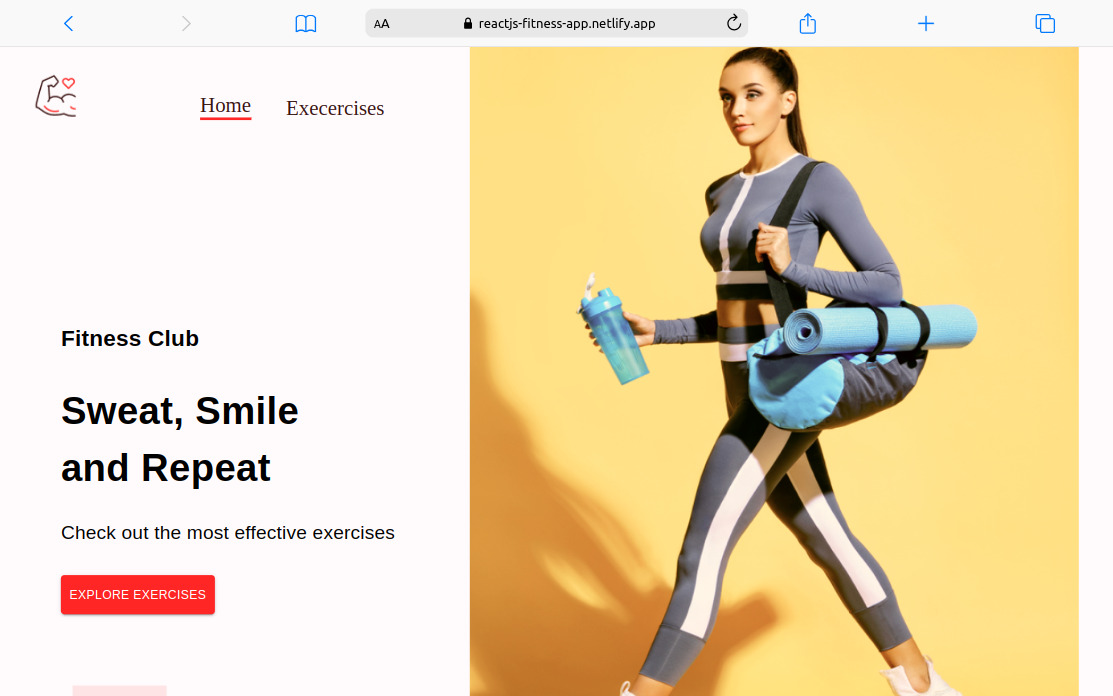 AA
reactjs-fitness-app.netlify.app
Home
Execercises
Fitness Club
Sweat, Smile
and Repeat
Check out the most effective exercises
EXPLORE EXERCISES